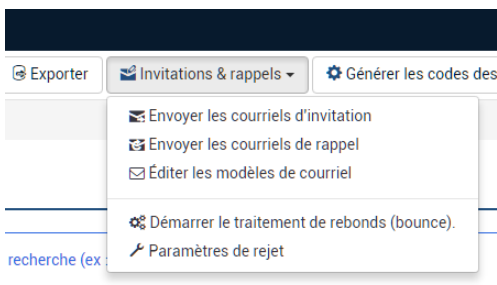 Exporter Invitations & rappels Générer les codes des
Envoyer les courriels d'invitation
Envoyer les courriels de rappel
Éditer les modèles de courriel
Démarrer le traitement de rebonds (bounce).
Paramètres de rejet
recherche (ex :